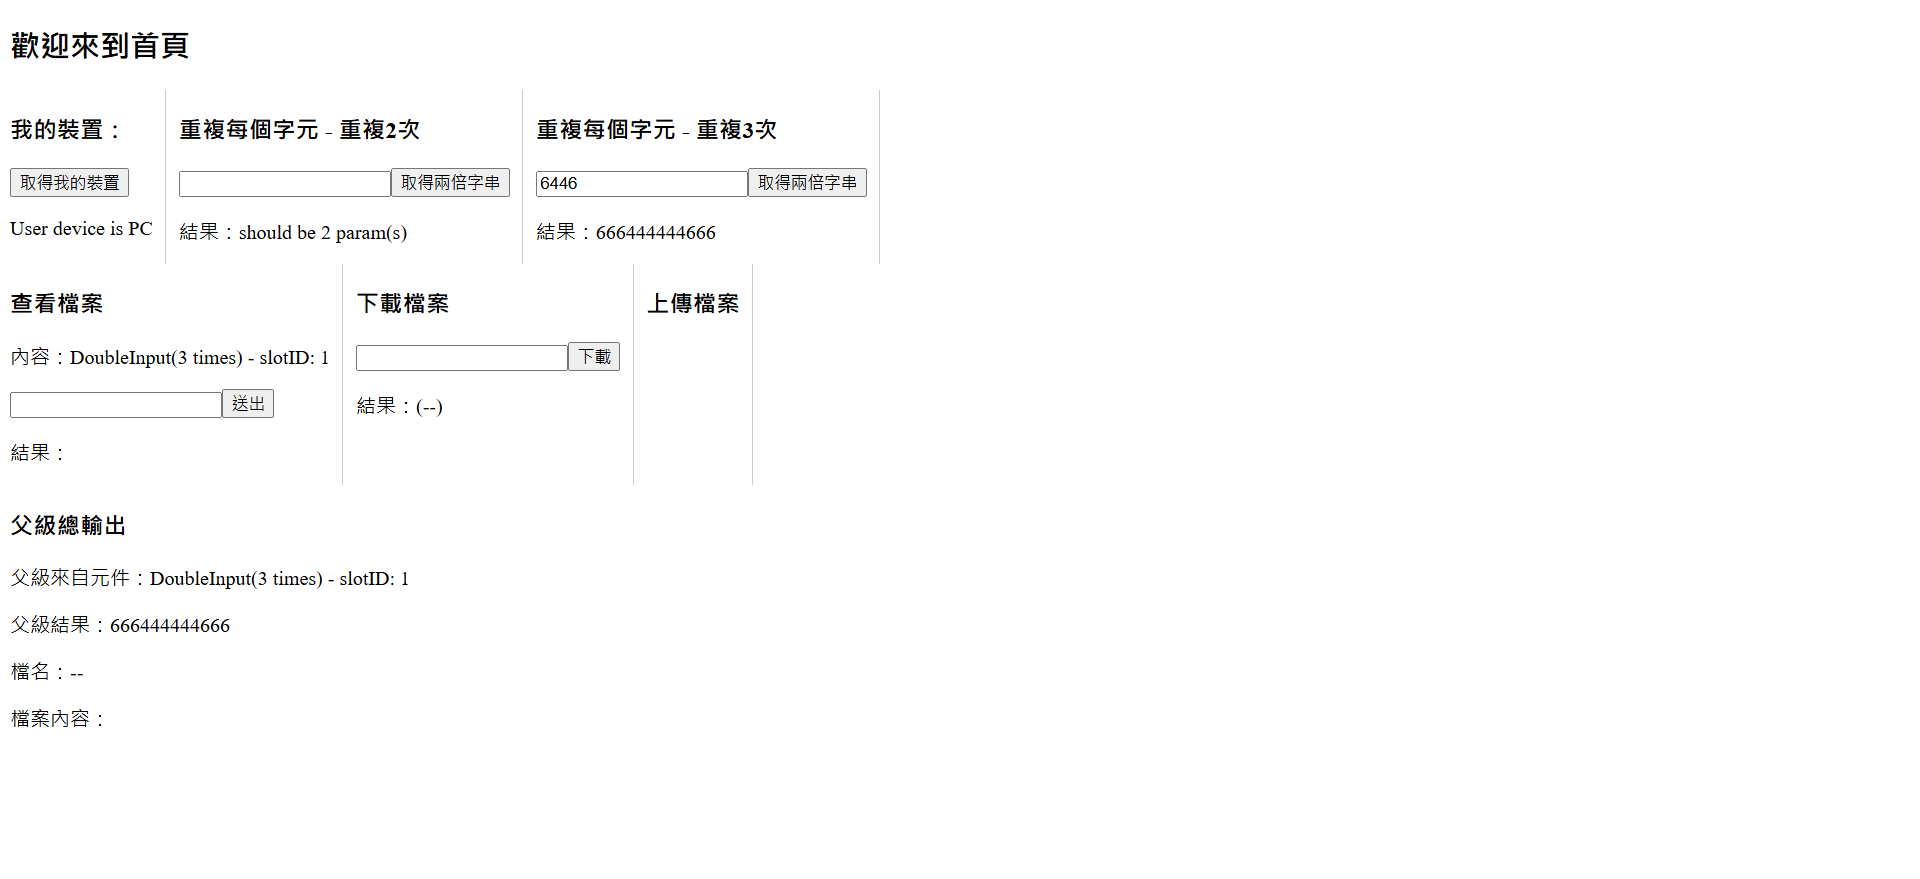 歡迎來到首頁
我的裝置：
取得我的裝置
User device is PC
重複每個字元 - 重複2次
取得兩倍字串
結果：should be 2 param(s)
重複每個字元 - 重複3次
6446 取得兩倍字串
結果：666444444666
查看檔案
內容：DoubleInput(3 times) - slotID: 1
送出
結果：
下載檔案
下載
結果：(--)
上傳檔案
父級總輸出
父級來自元件：DoubleInput(3 times) - slotID: 1
父級結果：666444444666
檔名：--
檔案內容：